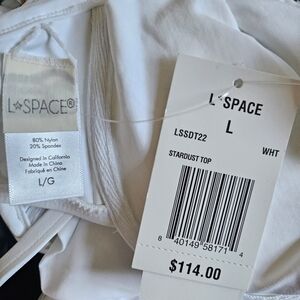 L*SPACE®
80% Nylon
20% Spandex
Designed in California
Made in China
Fabriqué en Chine
L/G
L*SPACE
L
LSSDT22
WHT
STARDUST TOP
8 40149 58171 4
$114.00